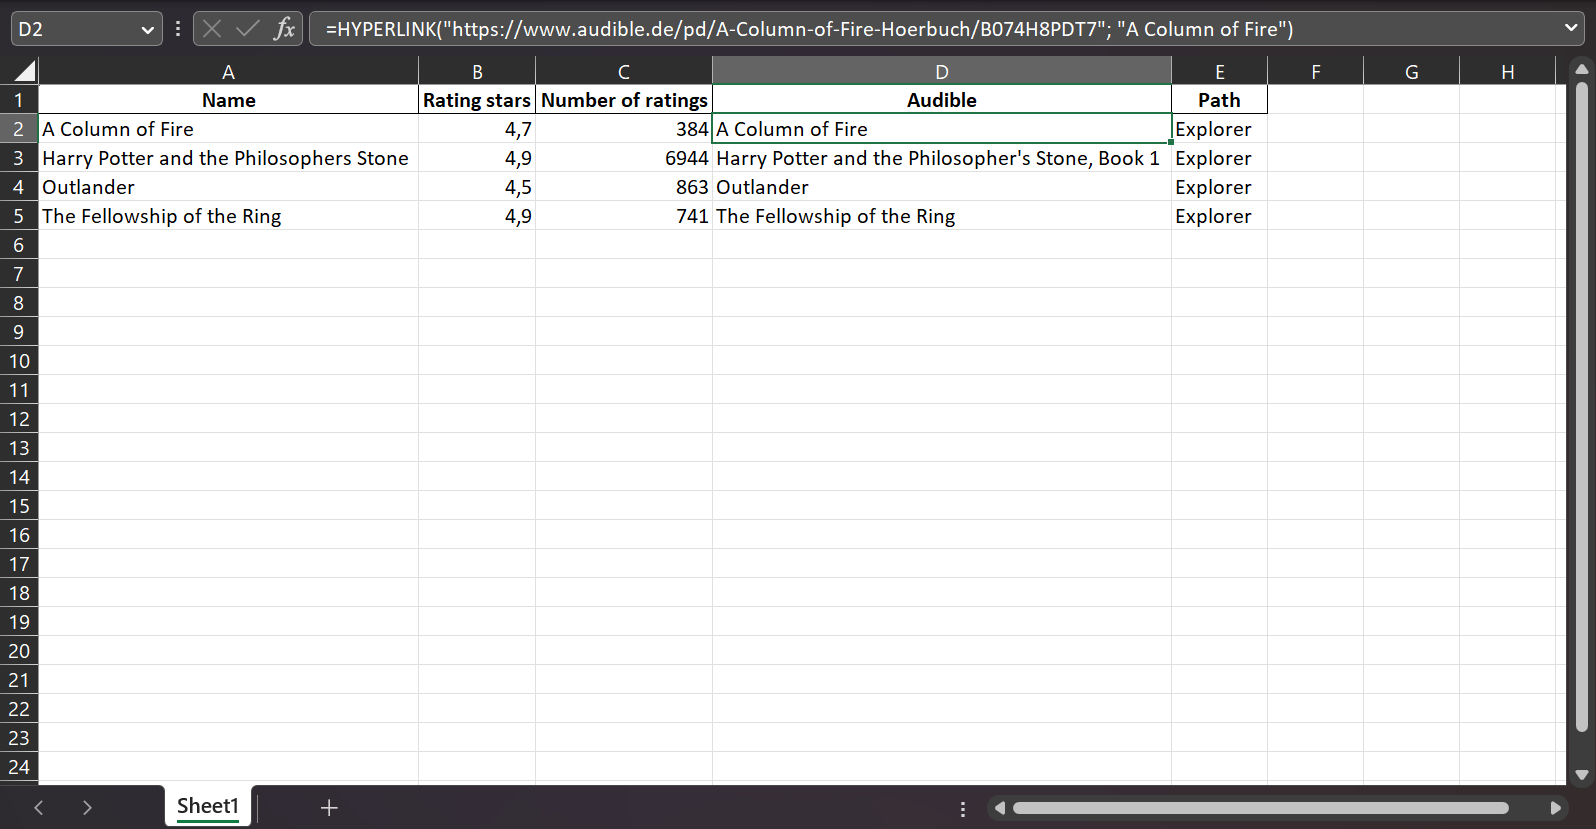 D2 fx =HYPERLINK("https://www.audible.de/pd/A-Column-of-Fire-Hoerbuch/B074H8PDT7"; "A Column of Fire")
A B C D E F G H
1 Name Rating stars Number of ratings Audible Path
2 A Column of Fire 4,7 384 A Column of Fire Explorer
3 Harry Potter and the Philosophers Stone 4,9 6944 Harry Potter and the Philosopher's Stone, Book 1 Explorer
4 Outlander 4,5 863 Outlander Explorer
5 The Fellowship of the Ring 4,9 741 The Fellowship of the Ring Explorer
6
7
8
9
10
11
12
13
14
15
16
17
18
19
20
21
22
23
24
Sheet1